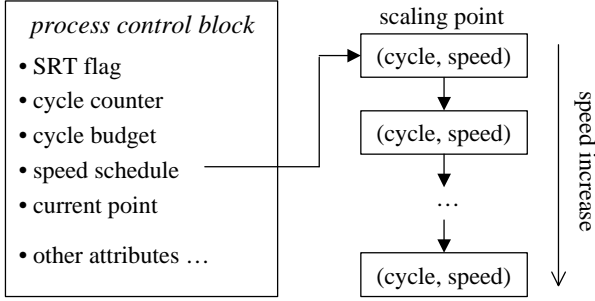 process control block
• SRT flag
• cycle counter
• cycle budget
• speed schedule
• current point
• other attributes …
scaling point
(cycle, speed)
(cycle, speed)
…
(cycle, speed)
speed increase